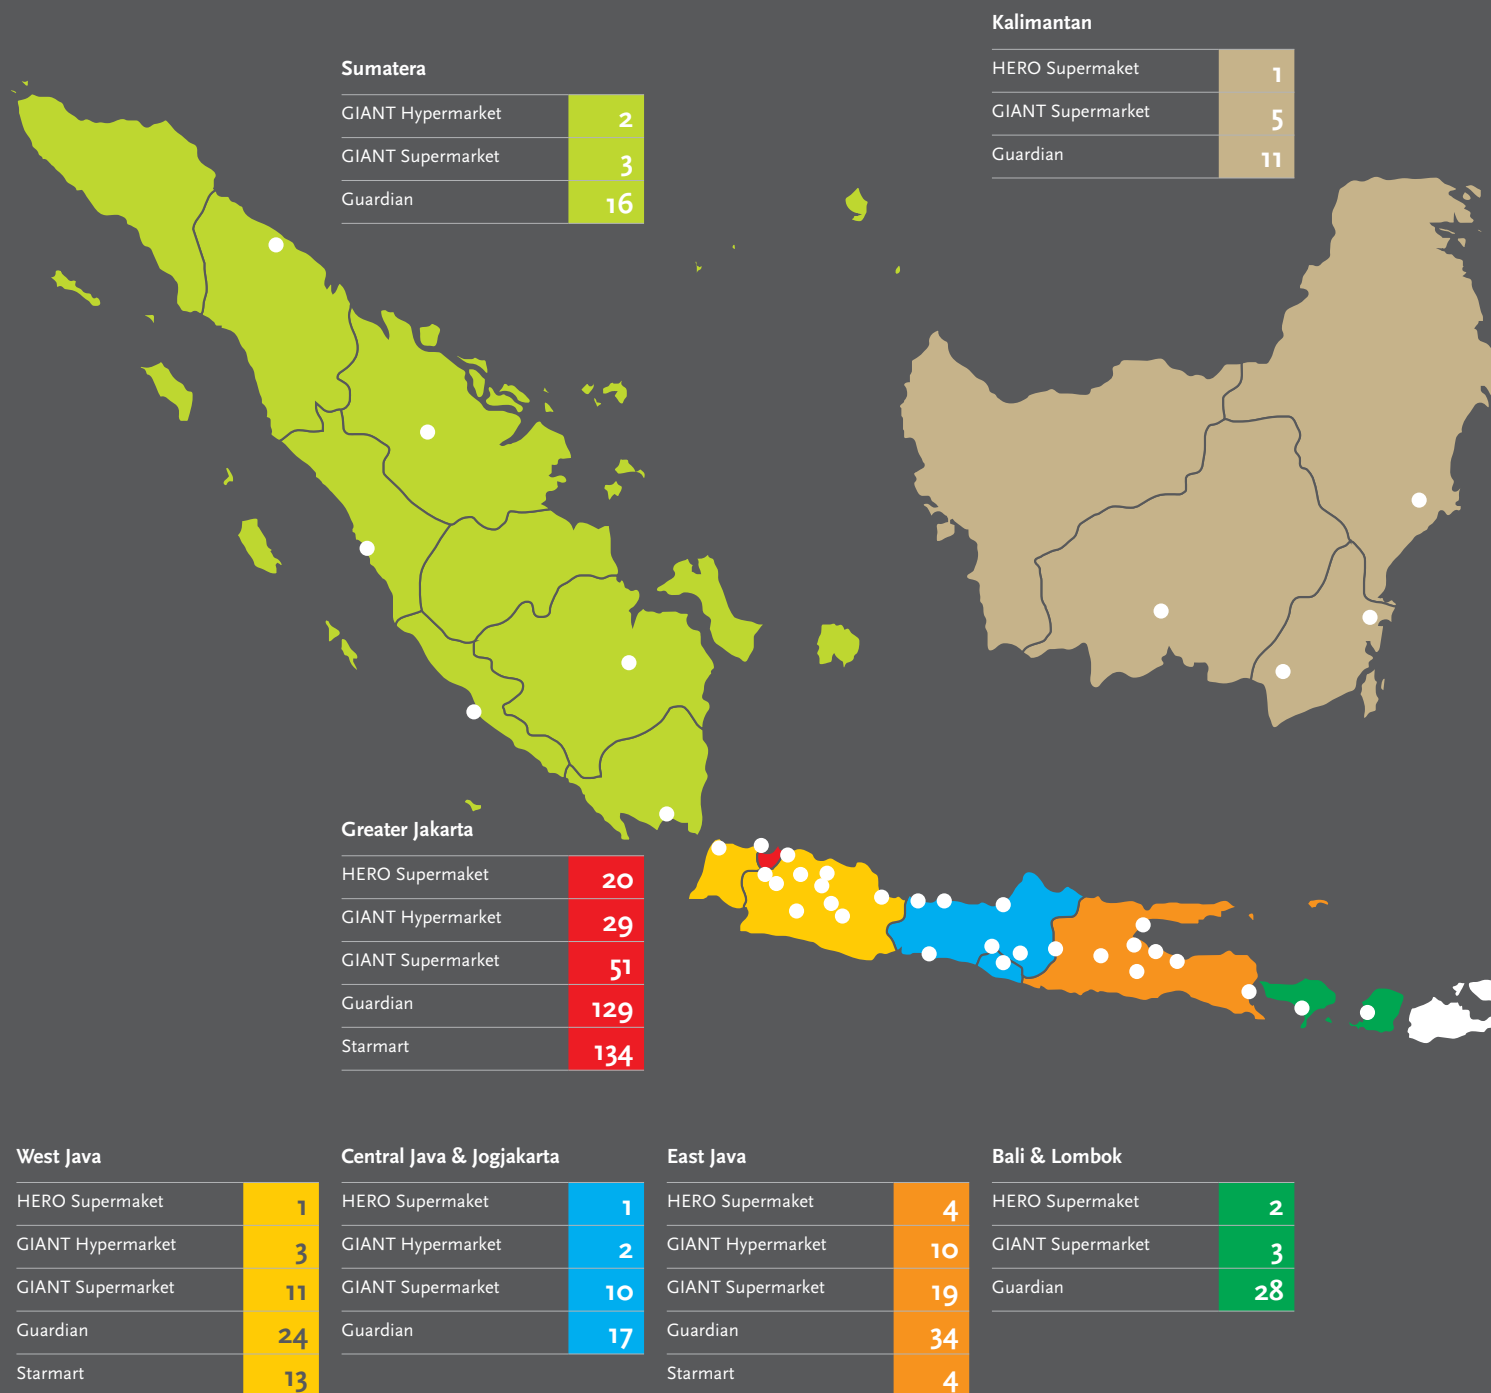 Kalimantan
HERO Supermaket 1
GIANT Supermarket 5
Guardian 11
Sumatera
GIANT Hypermarket 2
GIANT Supermarket 3
Guardian 16
Greater Jakarta
HERO Supermaket 20
GIANT Hypermarket 29
GIANT Supermarket 51
Guardian 129
Starmart 134
West Java
HERO Supermaket 1
GIANT Hypermarket 3
GIANT Supermarket 11
Guardian 24
Starmart 13
Central Java & Jogjakarta
HERO Supermaket 1
GIANT Hypermarket 2
GIANT Supermarket 10
Guardian 17
East Java
HERO Supermaket 4
GIANT Hypermarket 10
GIANT Supermarket 19
Guardian 34
Starmart 4
Bali & Lombok
HERO Supermaket 2
GIANT Supermarket 3
Guardian 28